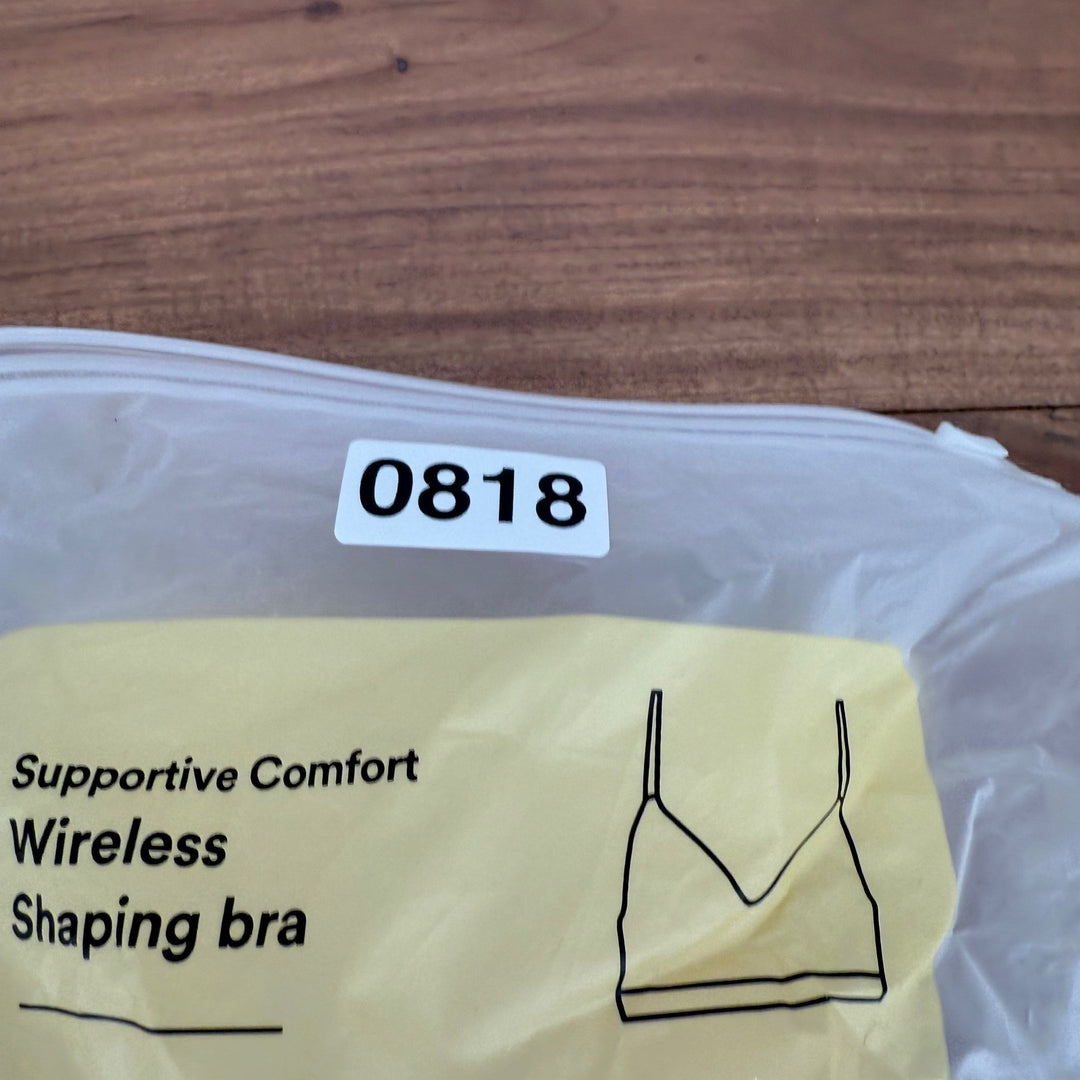 0818
Supportive Comfort
Wireless
Shaping bra